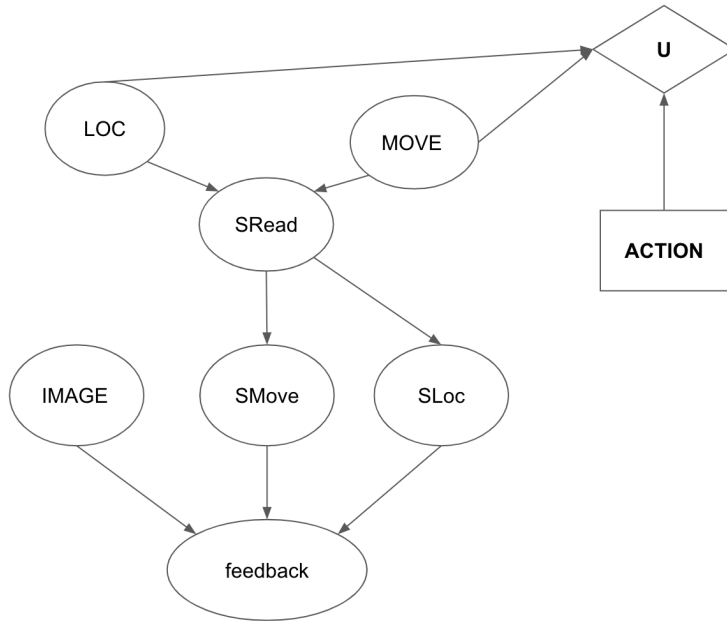 U
LOC
MOVE
SRead
ACTION
IMAGE
SMove
SLoc
feedback